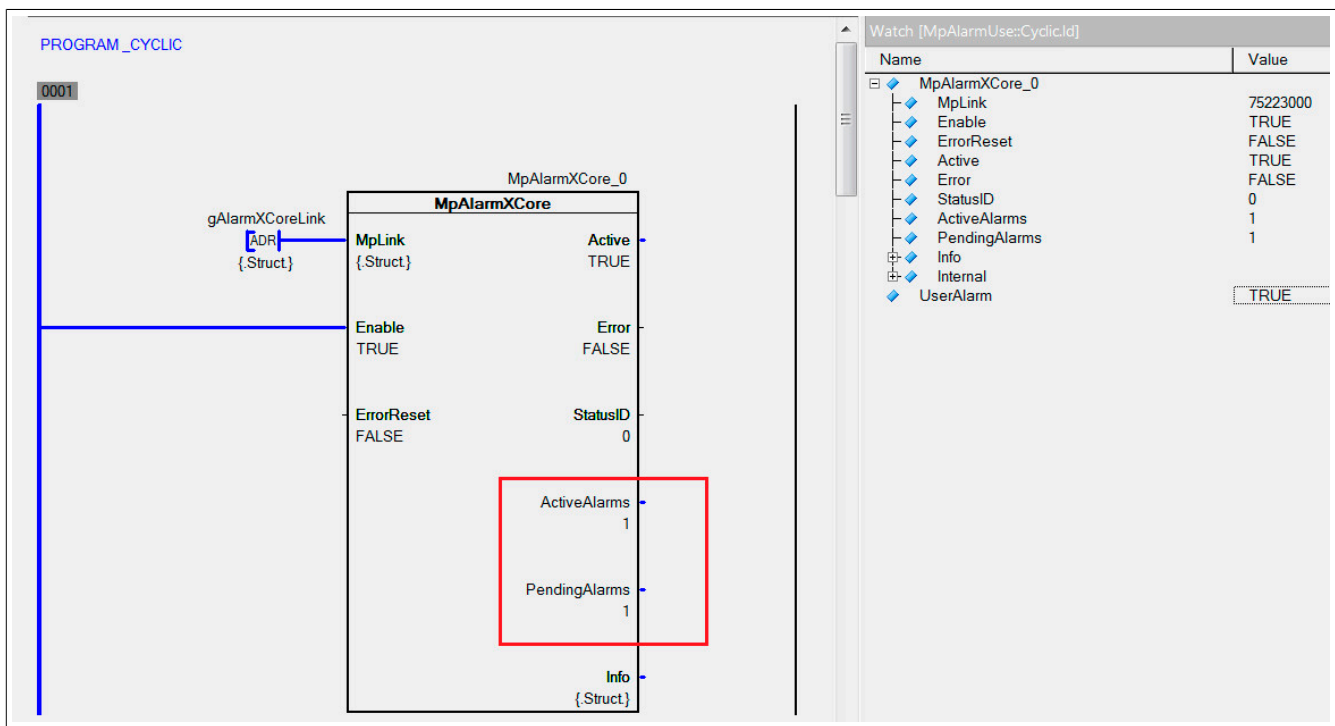 PROGRAM _CYCLIC
0001
MpAlarmXCore_0
MpAlarmXCore
gAlarmXCoreLink
ADR
{.Struct.}
MpLink
{.Struct.}
Active
TRUE
Enable
TRUE
Error
FALSE
ErrorReset
FALSE
StatusID
0
ActiveAlarms
1
PendingAlarms
1
Info
{.Struct.}
Watch [MpAlarmUse::Cyclic.ld]
Name Value
MpAlarmXCore_0
MpLink 75223000
Enable TRUE
ErrorReset FALSE
Active TRUE
Error FALSE
StatusID 0
ActiveAlarms 1
PendingAlarms 1
Info
Internal
UserAlarm TRUE